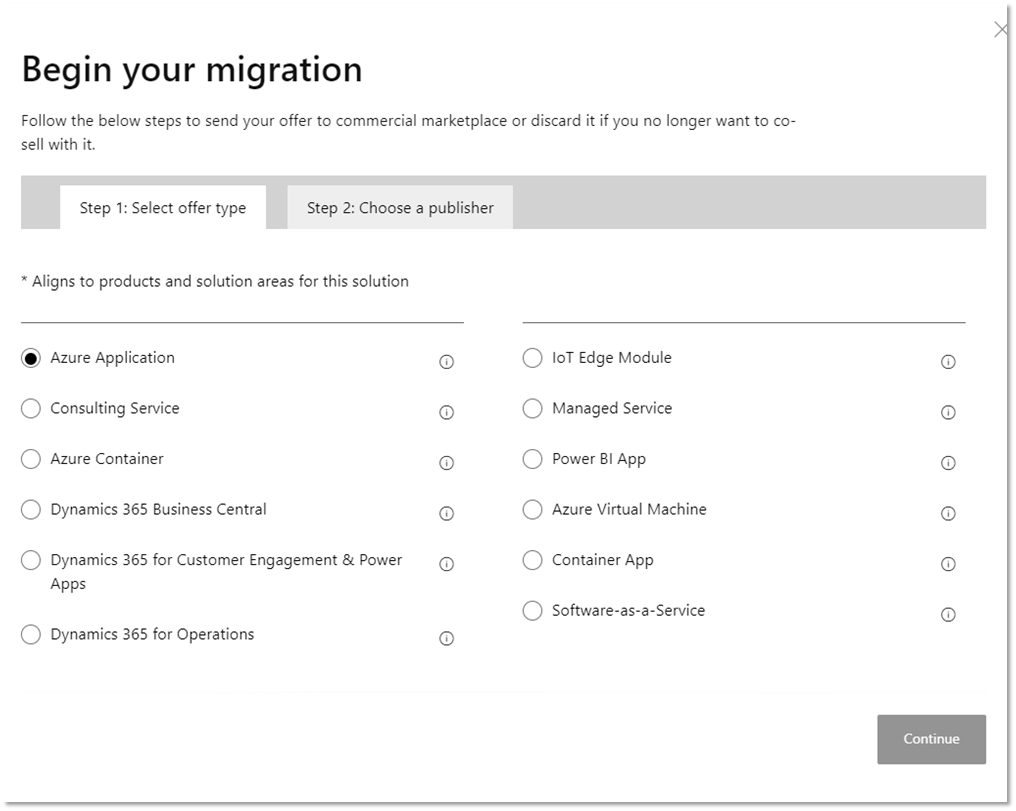 Begin your migration
Follow the below steps to send your offer to commercial marketplace or discard it if you no longer want to co-
sell with it.
Step 1: Select offer type
Step 2: Choose a publisher
* Aligns to products and solution areas for this solution
Azure Application
Consulting Service
Azure Container
Dynamics 365 Business Central
Dynamics 365 for Customer Engagement & Power
Apps
Dynamics 365 for Operations
IoT Edge Module
Managed Service
Power BI App
Azure Virtual Machine
Container App
Software-as-a-Service
Continue